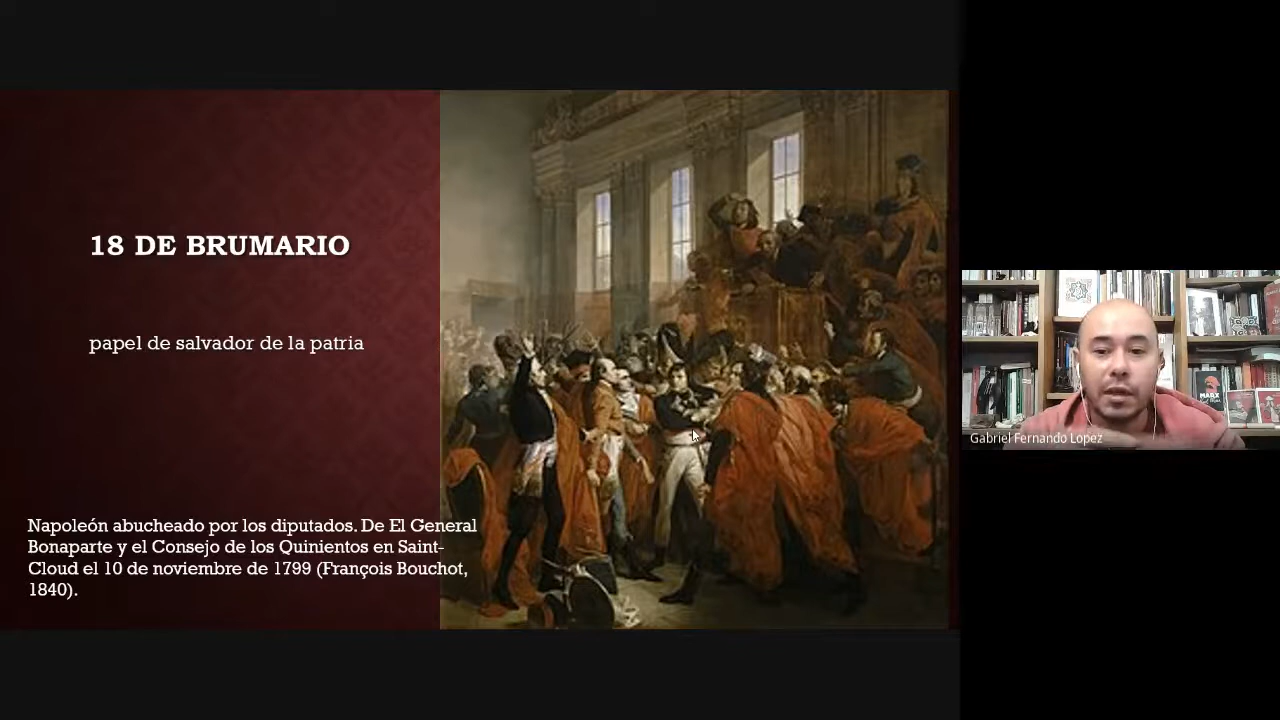 18 DE BRUMARIO
papel de salvador de la patria
Napoleón abucheado por los diputados. De El General
Bonaparte y el Consejo de los Quinientos en Saint-
Cloud el 10 de noviembre de 1799 (François Bouchot,
1840).
MARX
Gabriel Fernando Lopez